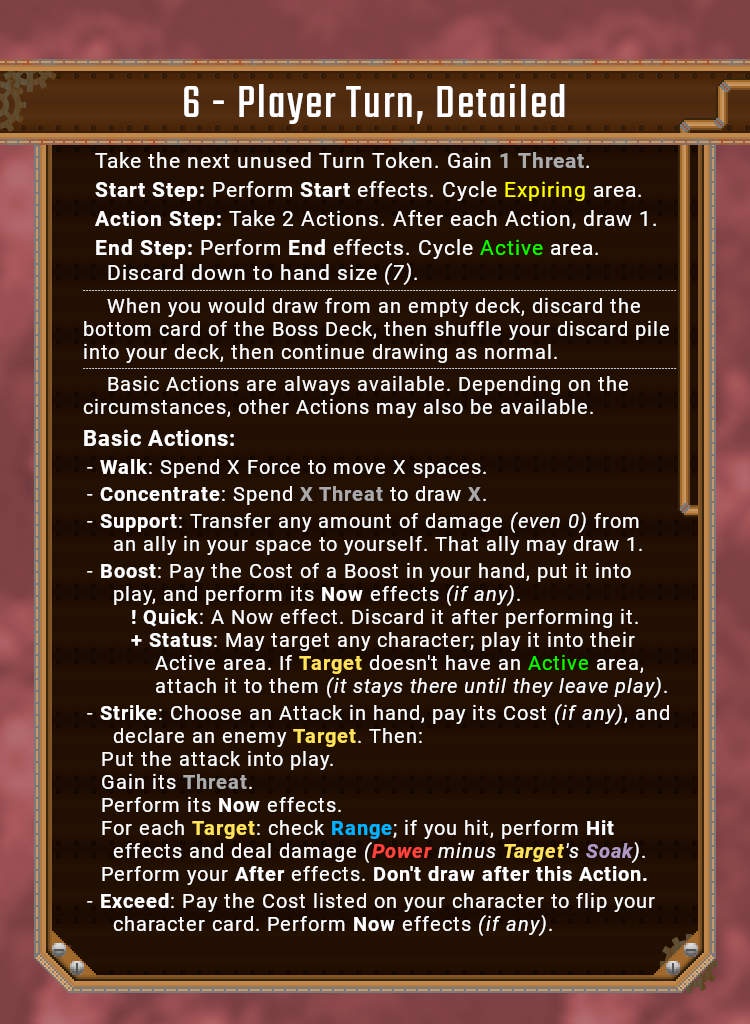 6 - Player Turn, Detailed
Take the next unused Turn Token. Gain 1 Threat.
Start Step: Perform Start effects. Cycle Expiring area.
Action Step: Take 2 Actions. After each Action, draw 1.
End Step: Perform End effects. Cycle Active area.
Discard down to hand size (7).
When you would draw from an empty deck, discard the
bottom card of the Boss Deck, then shuffle your discard pile
into your deck, then continue drawing as normal.
Basic Actions are always available. Depending on the
circumstances, other Actions may also be available.
Basic Actions:
- Walk: Spend X Force to move X spaces.
- Concentrate: Spend X Threat to draw X.
- Support: Transfer any amount of damage (even 0) from
an ally in your space to yourself. That ally may draw 1.
- Boost: Pay the Cost of a Boost in your hand, put it into
play, and perform its Now effects (if any).
! Quick: A Now effect. Discard it after performing it.
+ Status: May target any character; play it into their
Active area. If Target doesn't have an Active area,
attach it to them (it stays there until they leave play).
- Strike: Choose an Attack in hand, pay its Cost (if any), and
declare an enemy Target. Then:
Put the attack into play.
Gain its Threat.
Perform its Now effects.
For each Target: check Range; if you hit, perform Hit
effects and deal damage (Power minus Target's Soak).
Perform your After effects. Don't draw after this Action.
- Exceed: Pay the Cost listed on your character to flip your
character card. Perform Now effects (if any).